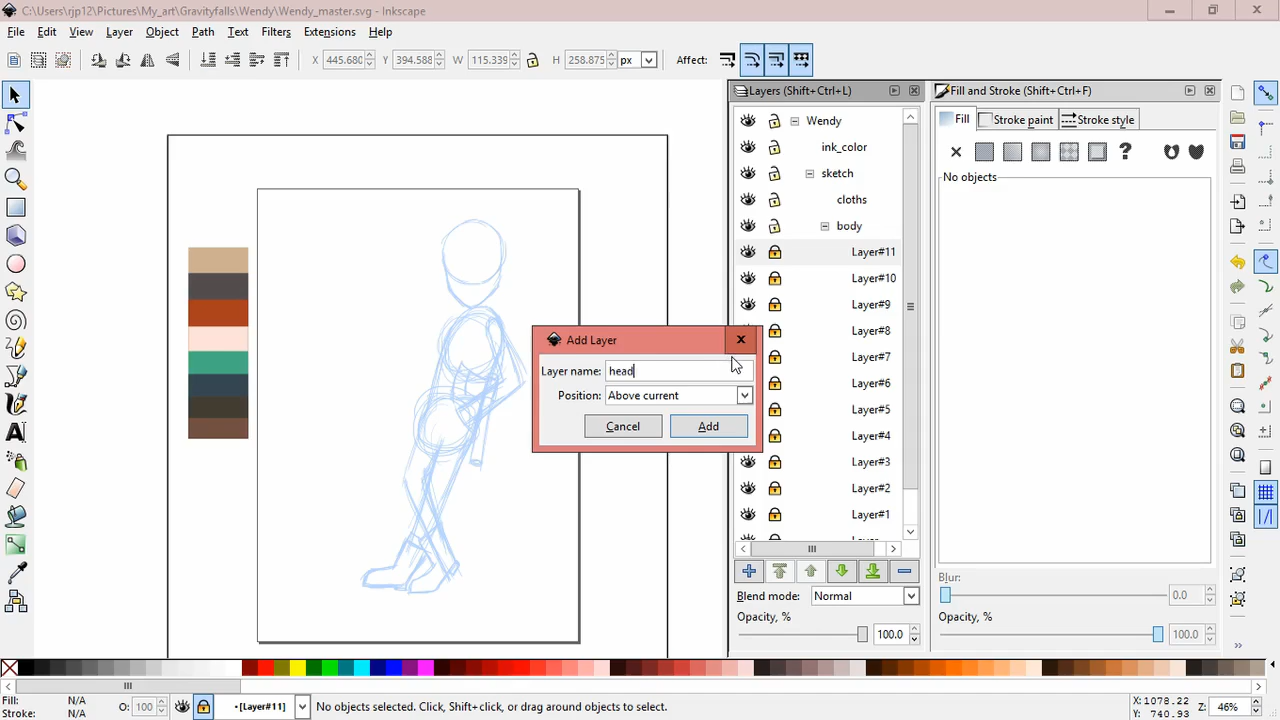 C:\Users\rjp12\Pictures\My_art\Gravityfalls\Wendy\Wendy_master.svg - Inkscape
File Edit View Layer Object Path Text Filters Extensions Help
X 445.680 Y 394.588 W 115.339 H 258.875 px Affect:
Layers (Shift+Ctrl+L)
Fill and Stroke (Shift+Ctrl+F)
Wendy
Fill Stroke paint Stroke style
ink_color
?
sketch
No objects
cloths
body
Layer#11
Layer#10
Layer#9
Layer#8
Add Layer
Layer#7
Layer name: head
Layer#6
Position: Above current
Layer#5
Cancel Add
Layer#4
Layer#3
Layer#2
Layer#1
Blur:
0.0
Blend mode: Normal
Opacity, %
Opacity, %
100.0
100.0
Fill: N/A
Stroke: N/A
O: 100
•[Layer#11]
No objects selected. Click, Shift+click, or drag around objects to select.
X: 1078.22
Y: 740.93
Z: 46%